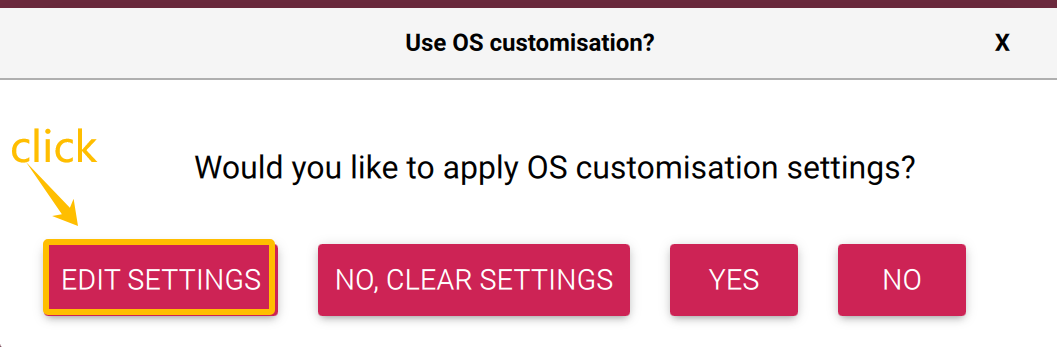 Use OS customisation?
X
click
Would you like to apply OS customisation settings?
EDIT SETTINGS
NO, CLEAR SETTINGS
YES
NO